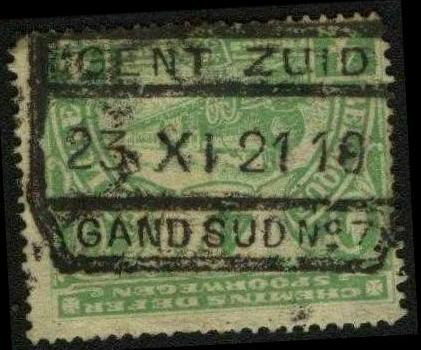 GENT ZUID
23 XI 21 18
GAND SUD No 7
CHEMINS DE FER
SPOORWEGEN